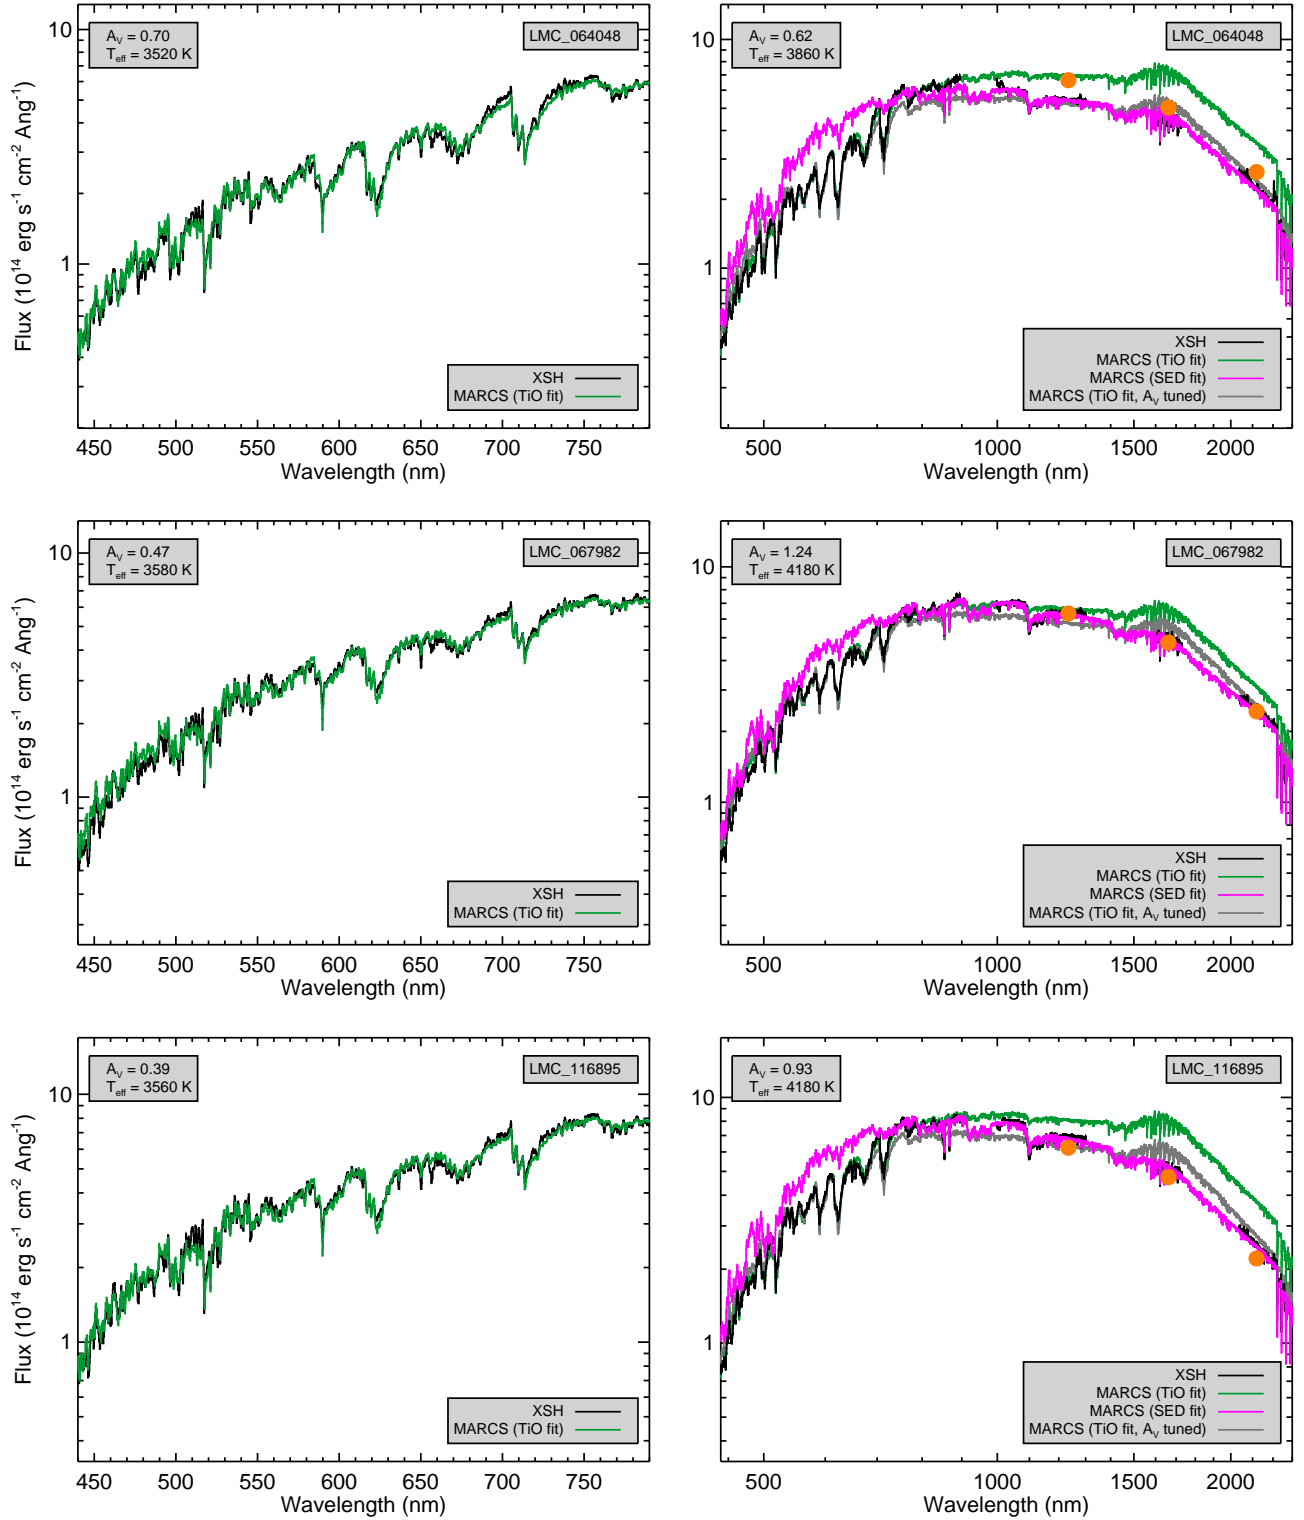 A_V = 0.70
T_eff = 3520 K
LMC_064048
10
1
Flux (10^14 erg s^-1 cm^-2 Ang^-1)
XSH
MARCS (TiO fit)
450 500 550 600 650 700 750
Wavelength (nm)
A_V = 0.62
T_eff = 3860 K
LMC_064048
10
1
XSH
MARCS (TiO fit)
MARCS (SED fit)
MARCS (TiO fit, A_V tuned)
500 1000 1500 2000
Wavelength (nm)
A_V = 0.47
T_eff = 3580 K
LMC_067982
10
1
Flux (10^14 erg s^-1 cm^-2 Ang^-1)
XSH
MARCS (TiO fit)
450 500 550 600 650 700 750
Wavelength (nm)
A_V = 1.24
T_eff = 4180 K
LMC_067982
10
1
XSH
MARCS (TiO fit)
MARCS (SED fit)
MARCS (TiO fit, A_V tuned)
500 1000 1500 2000
Wavelength (nm)
A_V = 0.39
T_eff = 3560 K
LMC_116895
10
1
Flux (10^14 erg s^-1 cm^-2 Ang^-1)
XSH
MARCS (TiO fit)
450 500 550 600 650 700 750
Wavelength (nm)
A_V = 0.93
T_eff = 4180 K
LMC_116895
10
1
XSH
MARCS (TiO fit)
MARCS (SED fit)
MARCS (TiO fit, A_V tuned)
500 1000 1500 2000
Wavelength (nm)